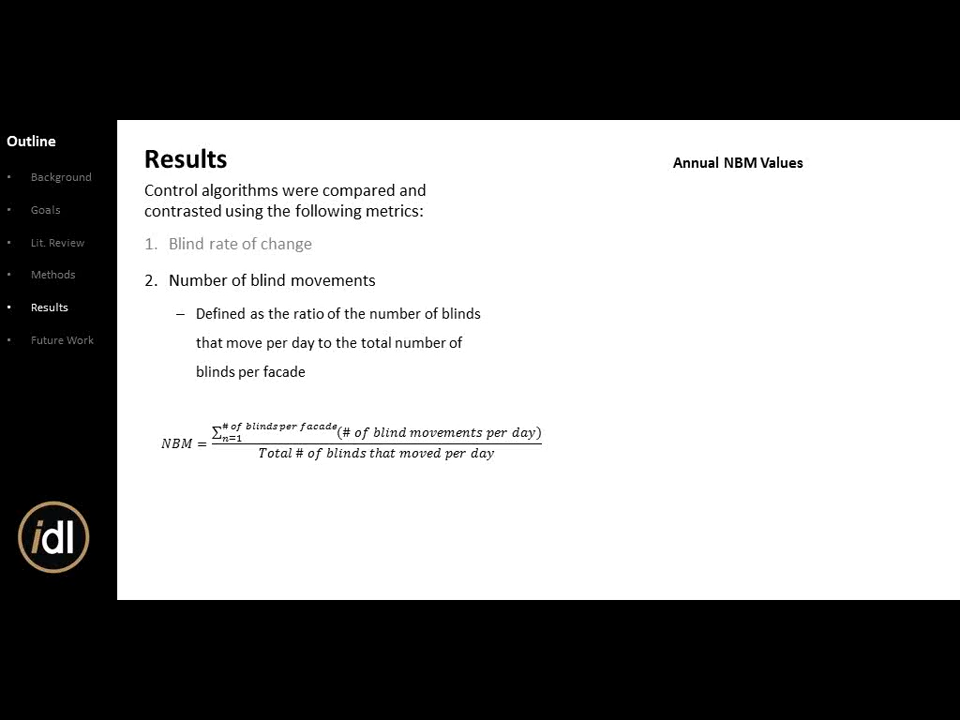 Outline
• Background
• Goals
• Lit. Review
• Methods
• Results
• Future Work
idl
Results
Control algorithms were compared and
contrasted using the following metrics:
1. Blind rate of change
2. Number of blind movements
– Defined as the ratio of the number of blinds
that move per day to the total number of
blinds per facade
NBM = ∑_{n=1}^{# of blinds per facade}(# of blind movements per day) / Total # of blinds that moved per day
Annual NBM Values